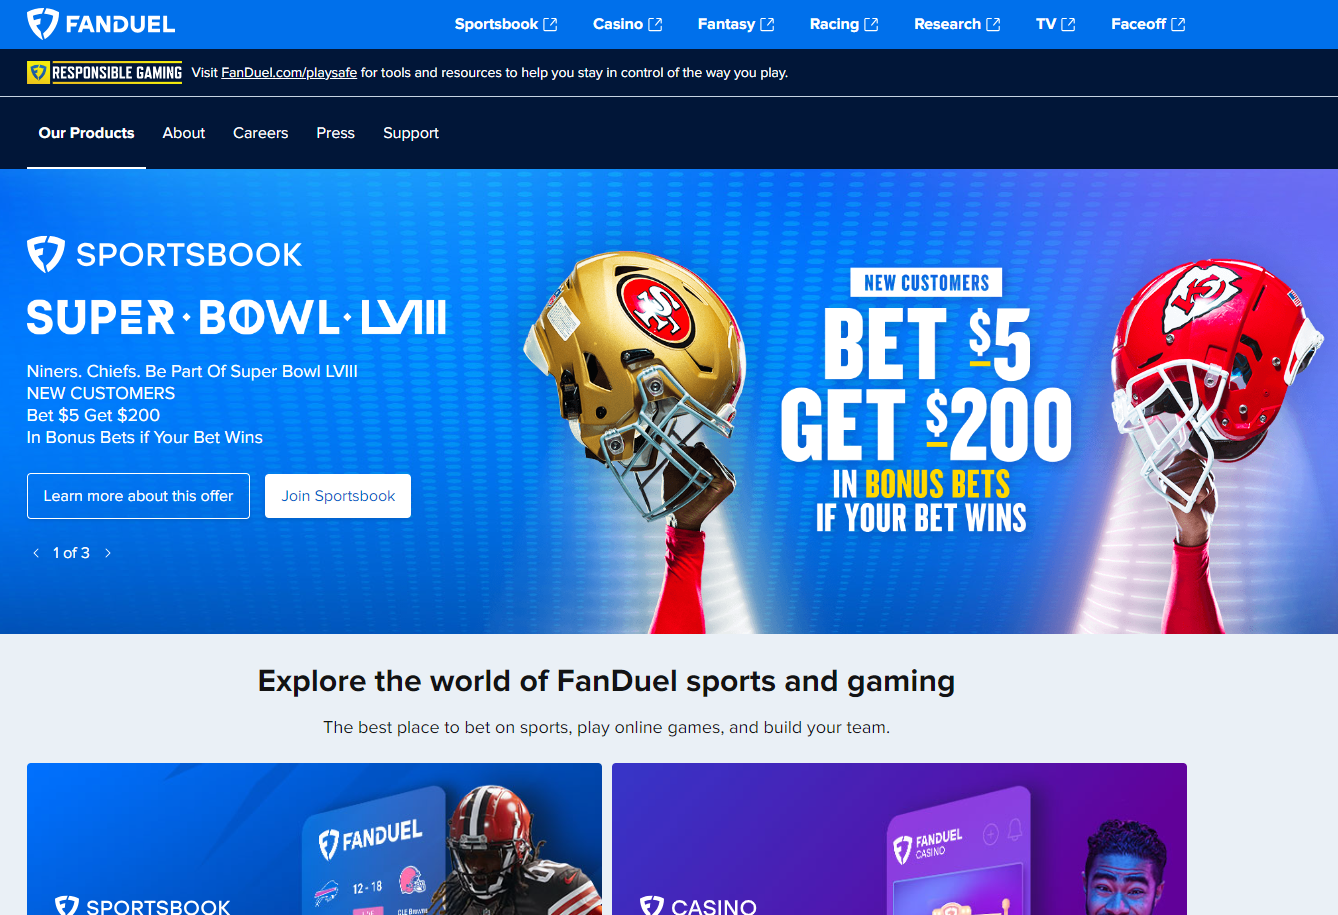 FANDUEL
Sportsbook
Casino
Fantasy
Racing
Research
TV
Faceoff
RESPONSIBLE GAMING Visit FanDuel.com/playsafe for tools and resources to help you stay in control of the way you play.
Our Products
About
Careers
Press
Support
SPORTSBOOK
SUPER·BOWL·LVIII
Niners. Chiefs. Be Part Of Super Bowl LVIII
NEW CUSTOMERS
Bet $5 Get $200
In Bonus Bets if Your Bet Wins
Learn more about this offer
Join Sportsbook
1 of 3
SF
NEW CUSTOMERS
BET $5
GET $200
IN BONUS BETS
IF YOUR BET WINS
KC
Explore the world of FanDuel sports and gaming
The best place to bet on sports, play online games, and build your team.
FANDUEL
12-18
CLE Browns
SPORTSBOOK
FANDUEL
CASINO
CASINO